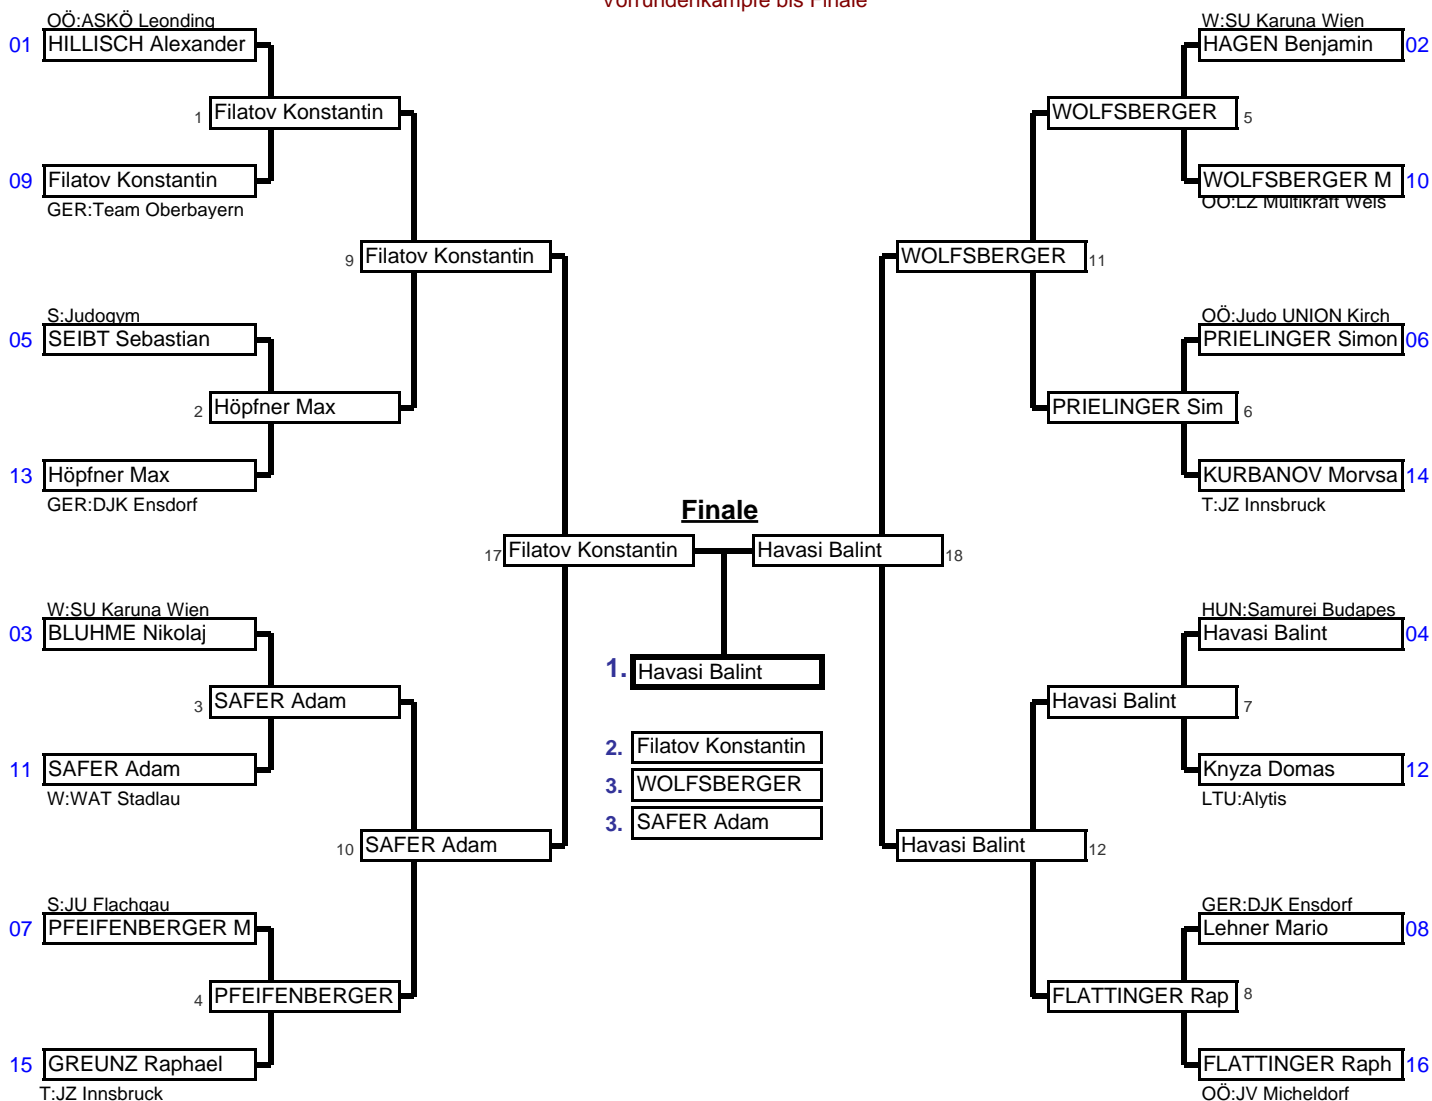 Vorrundenkämpfe bis Finale
OÖ:ASKÖ Leonding
01 HILLISCH Alexander
1 Filatov Konstantin
09 Filatov Konstantin
GER:Team Oberbayern
9 Filatov Konstantin
S:Judogym
05 SEIBT Sebastian
2 Höpfner Max
13 Höpfner Max
GER:DJK Ensdorf
17 Filatov Konstantin
W:SU Karuna Wien
03 BLUHME Nikolaj
3 SAFER Adam
11 SAFER Adam
W:WAT Stadlau
10 SAFER Adam
S:JU Flachgau
07 PFEIFENBERGER M
4 PFEIFENBERGER
15 GREUNZ Raphael
T:JZ Innsbruck
Finale
1. Havasi Balint
2. Filatov Konstantin
3. WOLFSBERGER
3. SAFER Adam
W:SU Karuna Wien
HAGEN Benjamin 02
WOLFSBERGER 5
WOLFSBERGER M 10
OÖ:LZ Multikraft Wels
WOLFSBERGER 11
OÖ:Judo UNION Kirch
PRIELINGER Simon 06
PRIELINGER Sim 6
KURBANOV Morvsa 14
T:JZ Innsbruck
Havasi Balint 18
HUN:Samurei Budapes
Havasi Balint 04
Havasi Balint 7
Knyza Domas 12
LTU:Alytis
Havasi Balint 12
GER:DJK Ensdorf
Lehner Mario 08
FLATTINGER Rap 8
FLATTINGER Raph 16
OÖ:JV Micheldorf